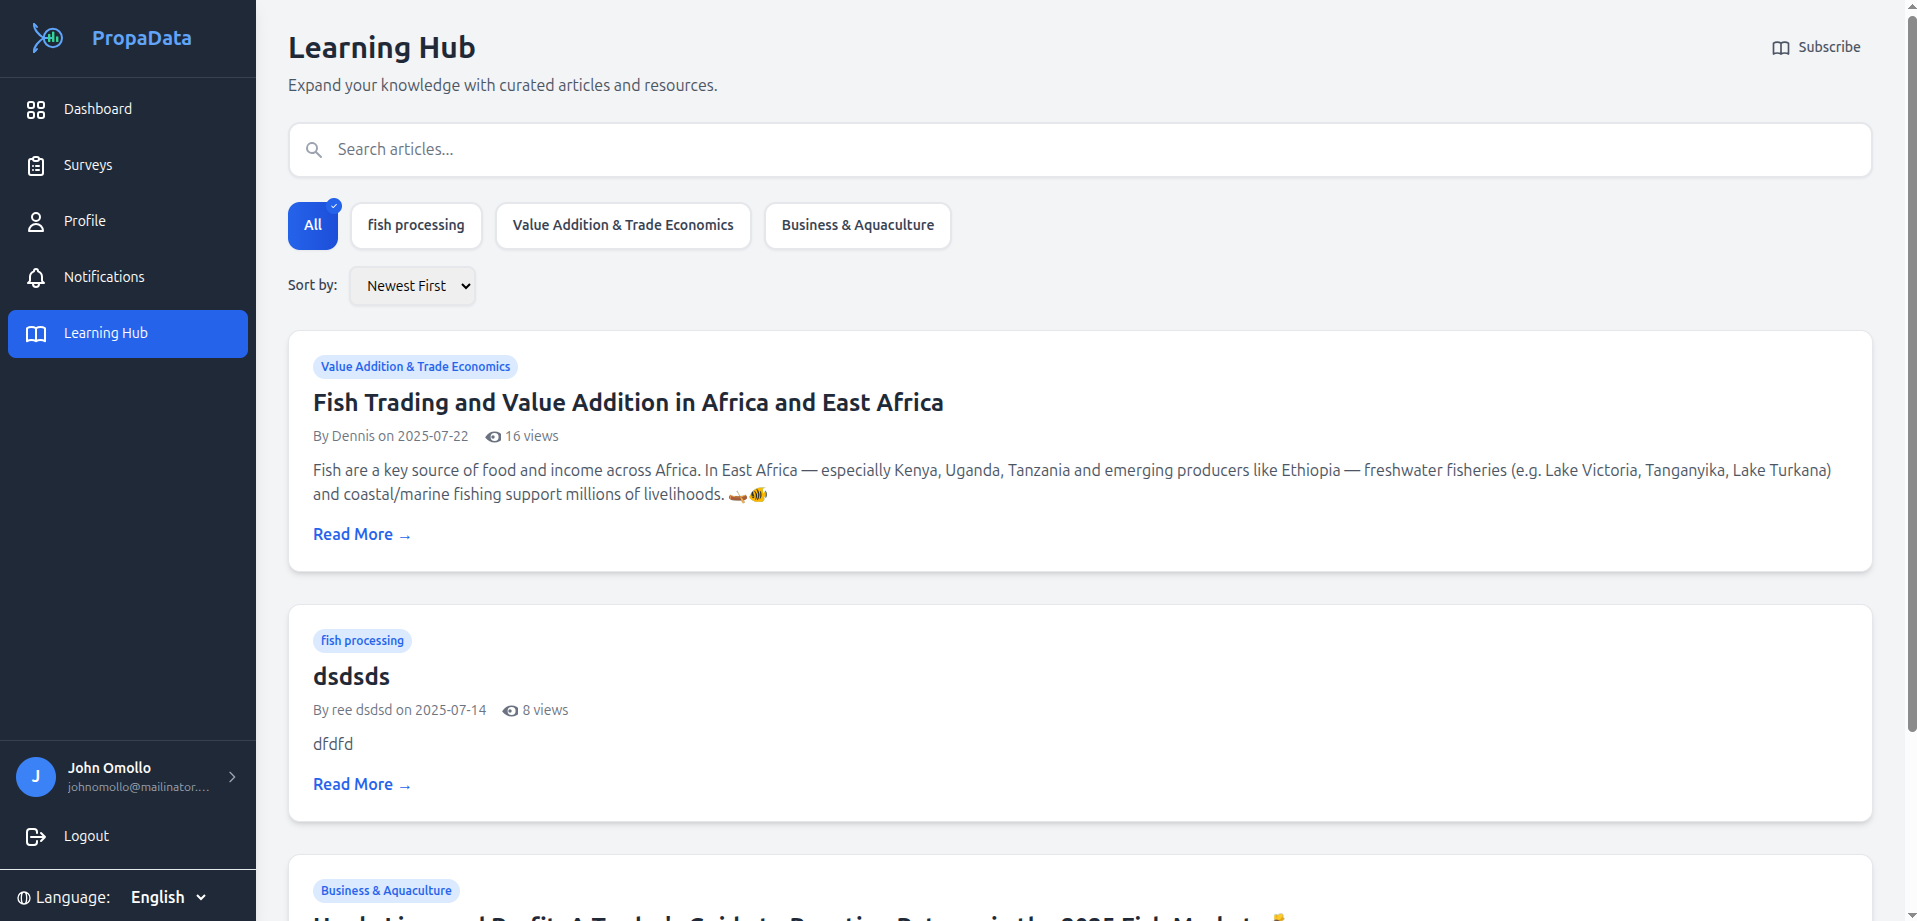 PropaData
Dashboard
Surveys
Profile
Notifications
Learning Hub
John Omollo
johnomollo@mailinator....
Logout
Language: English
Learning Hub
Subscribe
Expand your knowledge with curated articles and resources.
Search articles...
All
fish processing
Value Addition & Trade Economics
Business & Aquaculture
Sort by: Newest First
Value Addition & Trade Economics
Fish Trading and Value Addition in Africa and East Africa
By Dennis on 2025-07-22 16 views
Fish are a key source of food and income across Africa. In East Africa — especially Kenya, Uganda, Tanzania and emerging producers like Ethiopia — freshwater fisheries (e.g. Lake Victoria, Tanganyika, Lake Turkana)
and coastal/marine fishing support millions of livelihoods. 🛶🐠
Read More →
fish processing
dsdsds
By ree dsdsd on 2025-07-14 8 views
dfdfd
Read More →
Business & Aquaculture